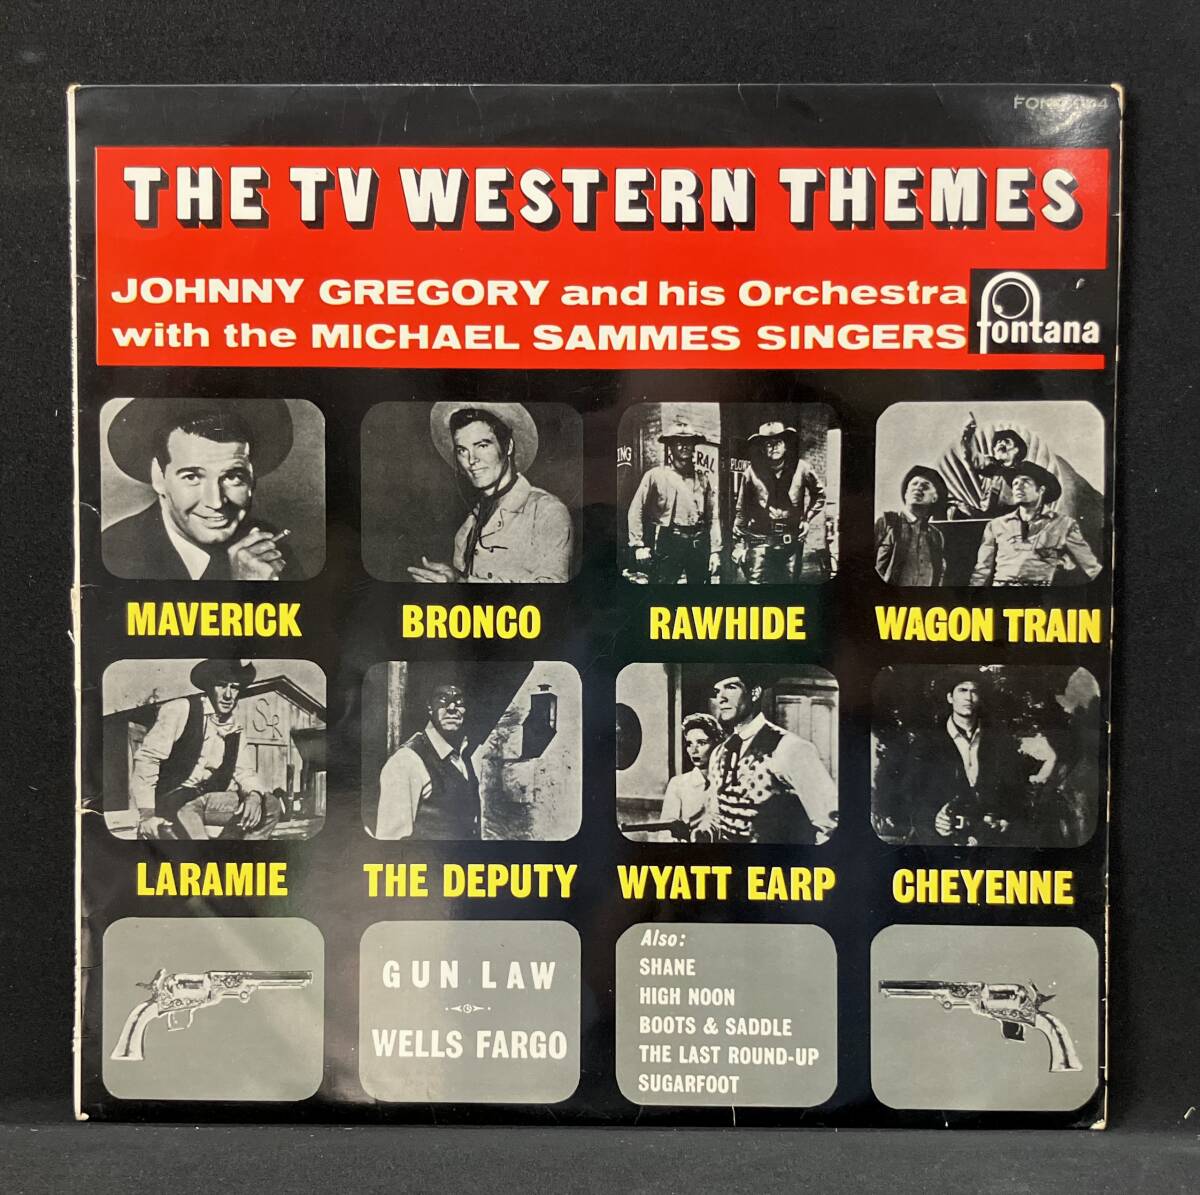 THE TV WESTERN THEMES
JOHNNY GREGORY and his Orchestra
with the MICHAEL SAMMES SINGERS
fontana
MAVERICK
BRONCO
RAWHIDE
WAGON TRAIN
SR
LARAMIE
THE DEPUTY
WYATT EARP
CHEYENNE
GUN LAW
WELLS FARGO
Also:
SHANE
HIGH NOON
BOOTS & SADDLE
THE LAST ROUND-UP
SUGARFOOT